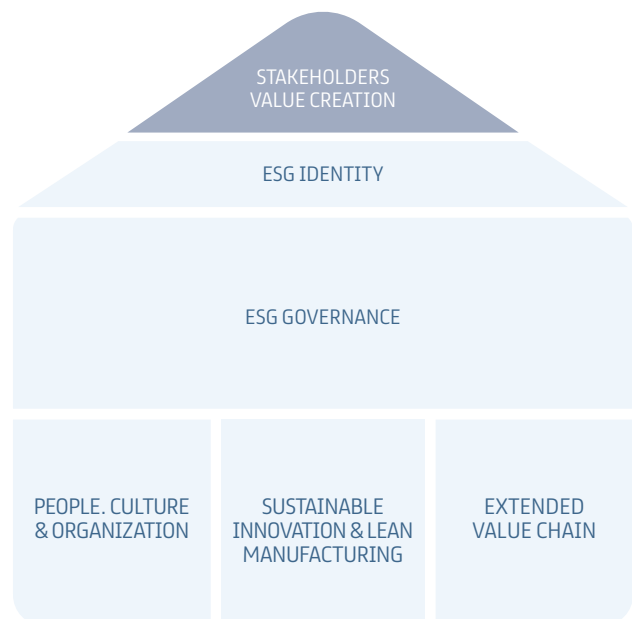 STAKEHOLDERS
VALUE CREATION
ESG IDENTITY
ESG GOVERNANCE
PEOPLE. CULTURE
& ORGANIZATION
SUSTAINABLE
INNOVATION & LEAN
MANUFACTURING
EXTENDED
VALUE CHAIN